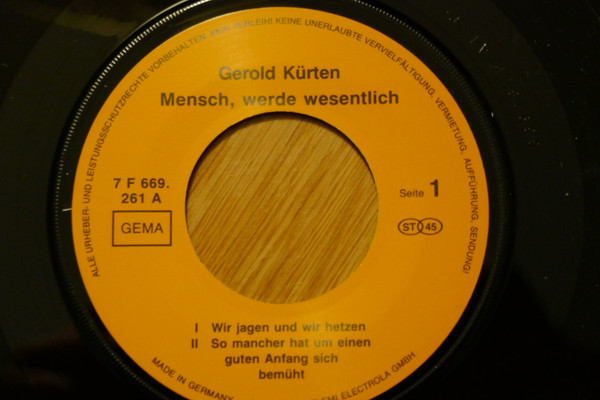 ALLE URHEBER- UND LEISTUNGSSCHUTZRECHTE VORBEHALTEN. KEIN VERLEIH! KEINE UNERLAUBTE VERVIELFÄLTIGUNG, VERMIETUNG, AUFFÜHRUNG, SENDUNG!
Gerold Kürten
Mensch, werde wesentlich
7 F 669.
261 A
GEMA
Seite 1
ST 45
I Wir jagen und wir hetzen
II So mancher hat um einen
guten Anfang sich
bemüht
MADE IN GERMANY
EMI ELECTROLA GMBH